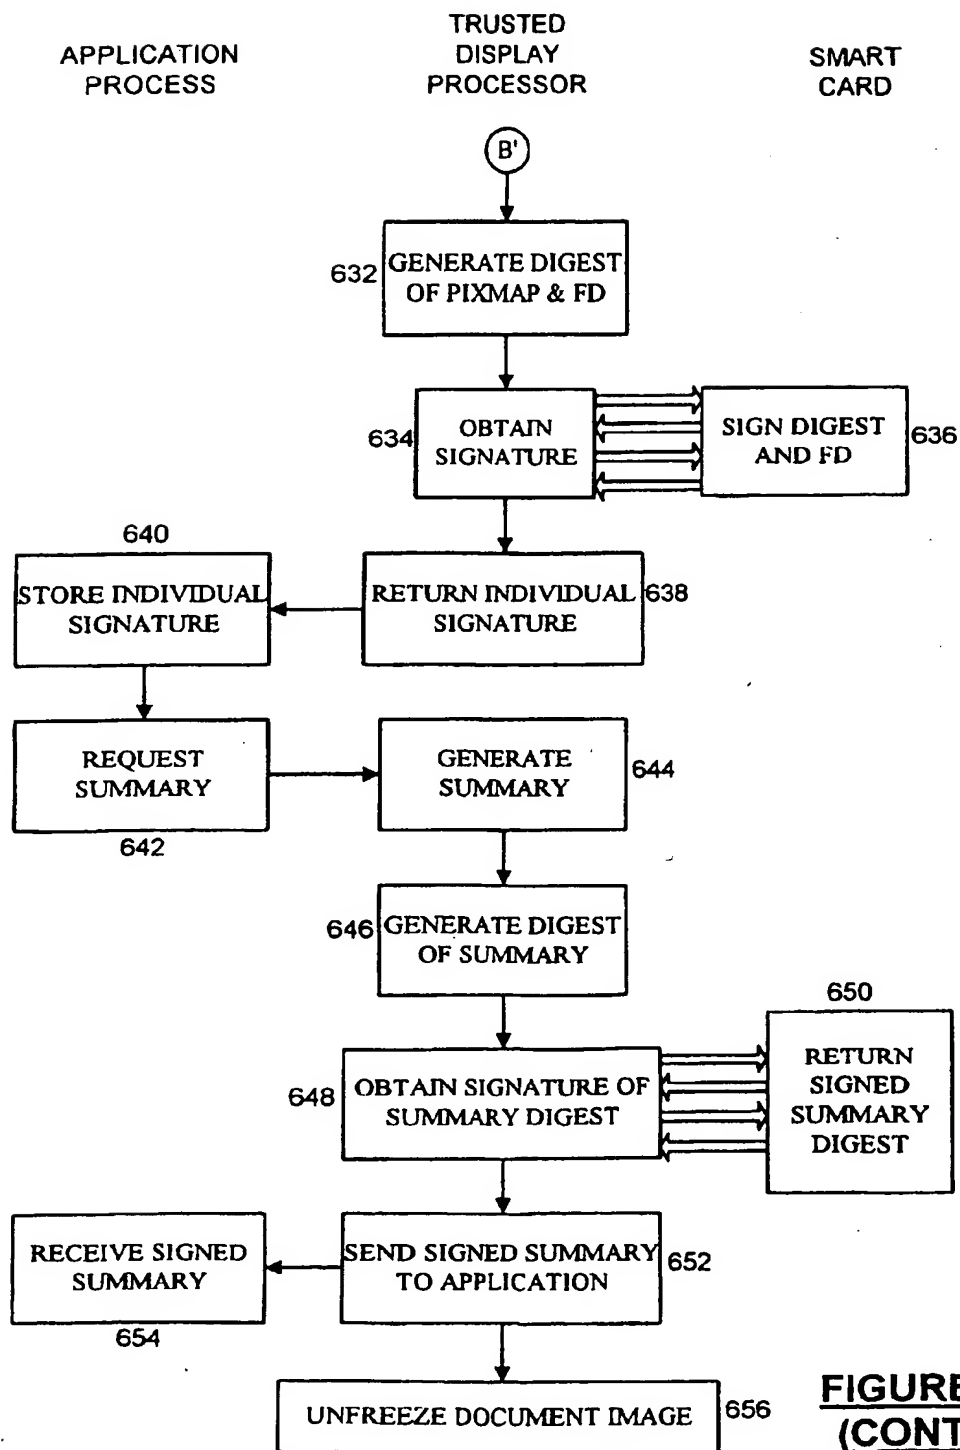 APPLICATION
PROCESS
TRUSTED
DISPLAY
PROCESSOR
SMART
CARD
B'
632
GENERATE DIGEST
OF PIXMAP & FD
634
OBTAIN
SIGNATURE
SIGN DIGEST
AND FD
636
640
STORE INDIVIDUAL
SIGNATURE
RETURN INDIVIDUAL
SIGNATURE
638
REQUEST
SUMMARY
642
GENERATE
SUMMARY
644
646
GENERATE DIGEST
OF SUMMARY
648
OBTAIN SIGNATURE OF
SUMMARY DIGEST
650
RETURN
SIGNED
SUMMARY
DIGEST
RECEIVE SIGNED
SUMMARY
654
SEND SIGNED SUMMARY
TO APPLICATION
652
UNFREEZE DOCUMENT IMAGE
656
FIGURE
(CONT